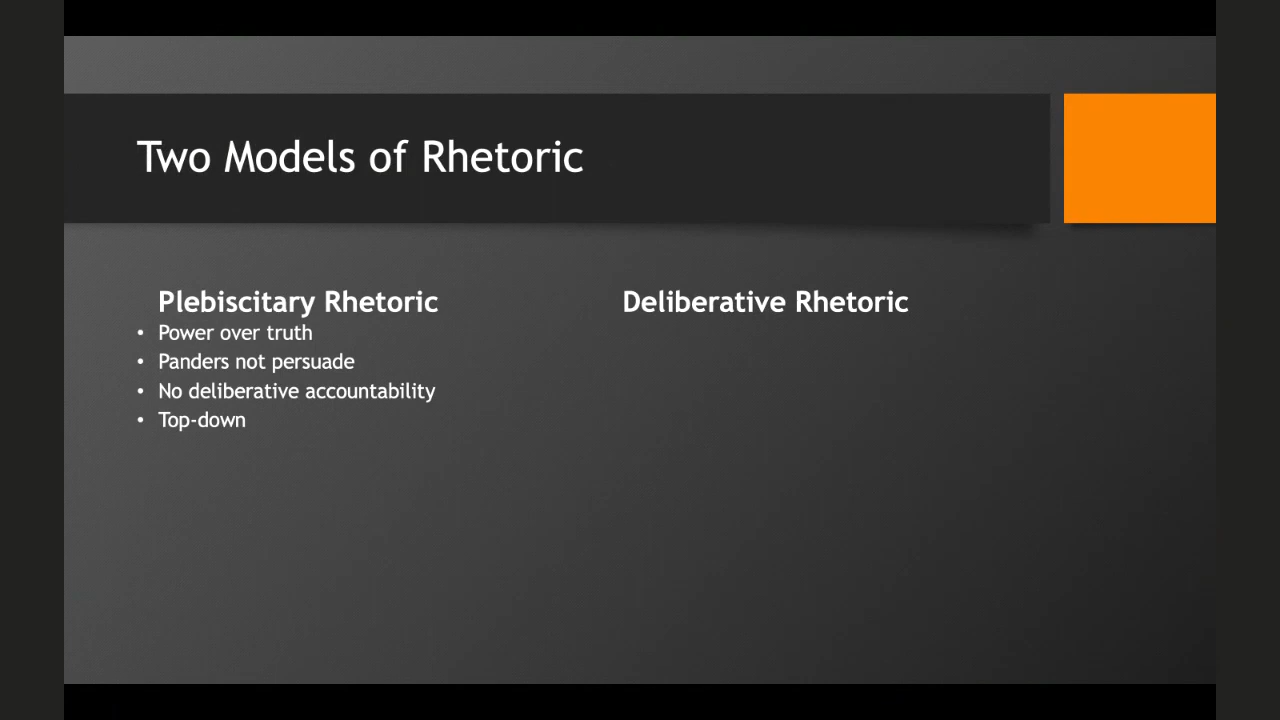 Two Models of Rhetoric
Plebiscitary Rhetoric
• Power over truth
• Panders not persuade
• No deliberative accountability
• Top-down
Deliberative Rhetoric